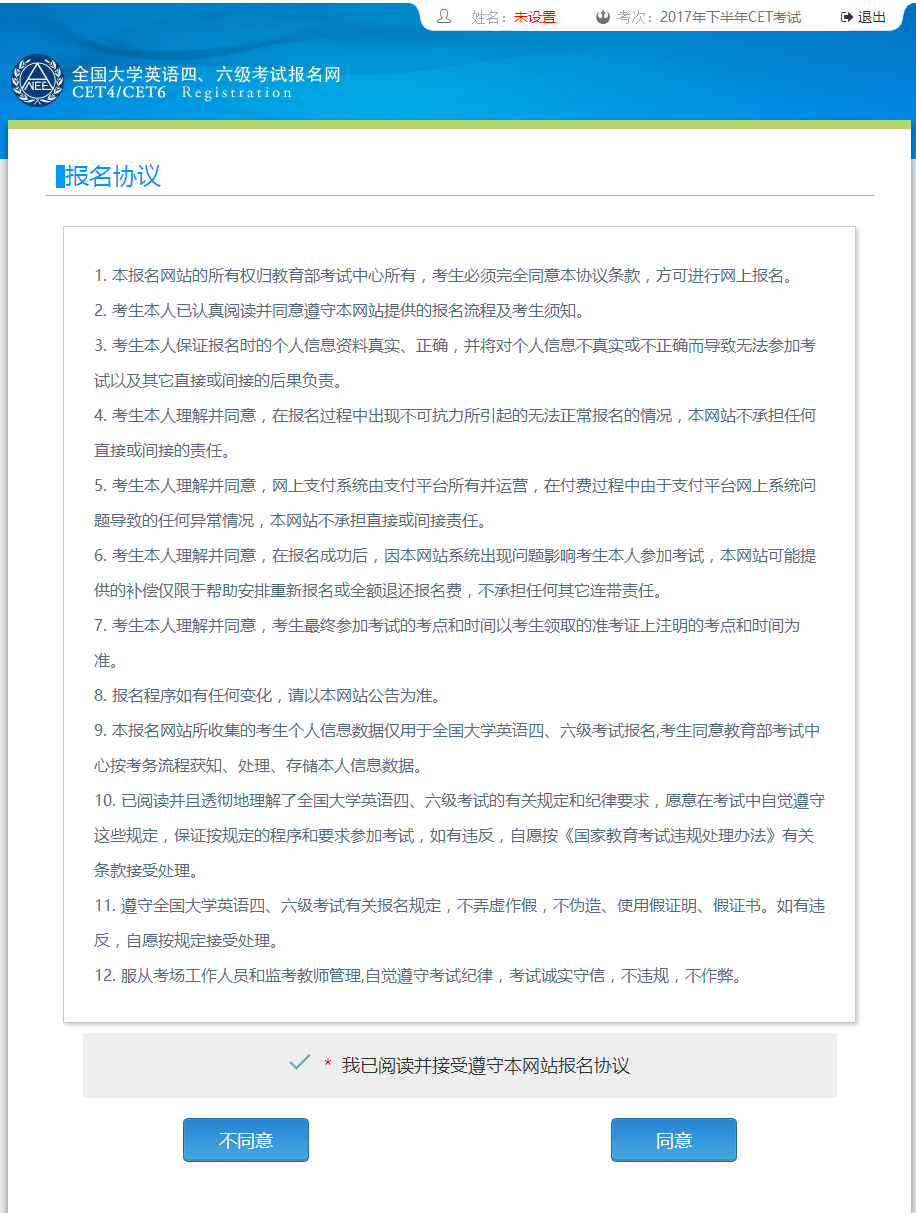 姓名：未设置 考次：2017年下半年CET考试 退出
全国大学英语四、六级考试报名网
NEEA CET4/CET6 Registration
报名协议
1. 本报名网站的所有权归教育部考试中心所有，考生必须完全同意本协议条款，方可进行网上报名。
2. 考生本人已认真阅读并同意遵守本网站提供的报名流程及考生须知。
3. 考生本人保证报名时的个人信息资料真实、正确，并将对个人信息不真实或不正确而导致无法参加考
试以及其它直接或间接的后果负责。
4. 考生本人理解并同意，在报名过程中出现不可抗力所引起的无法正常报名的情况，本网站不承担任何
直接或间接的责任。
5. 考生本人理解并同意，网上支付系统由支付平台所有并运营，在付费过程中由于支付平台网上系统问
题导致的任何异常情况，本网站不承担直接或间接责任。
6. 考生本人理解并同意，在报名成功后，因本网站系统出现问题影响考生本人参加考试，本网站可能提
供的补偿仅限于帮助安排重新报名或全额退还报名费，不承担任何其它连带责任。
7. 考生本人理解并同意，考生最终参加考试的考点和时间以考生领取的准考证上注明的考点和时间为
准。
8. 报名程序如有任何变化，请以本网站公告为准。
9. 本报名网站所收集的考生个人信息数据仅用于全国大学英语四、六级考试报名,考生同意教育部考试中
心按考务流程获知、处理、存储本人信息数据。
10. 已阅读并且透彻地理解了全国大学英语四、六级考试的有关规定和纪律要求，愿意在考试中自觉遵守
这些规定，保证按规定的程序和要求参加考试，如有违反，自愿按《国家教育考试违规处理办法》有关
条款接受处理。
11. 遵守全国大学英语四、六级考试有关报名规定，不弄虚作假，不伪造、使用假证明、假证书。如有违
反，自愿按规定接受处理。
12. 服从考场工作人员和监考教师管理,自觉遵守考试纪律，考试诚实守信，不违规，不作弊。
* 我已阅读并接受遵守本网站报名协议
不同意 同意